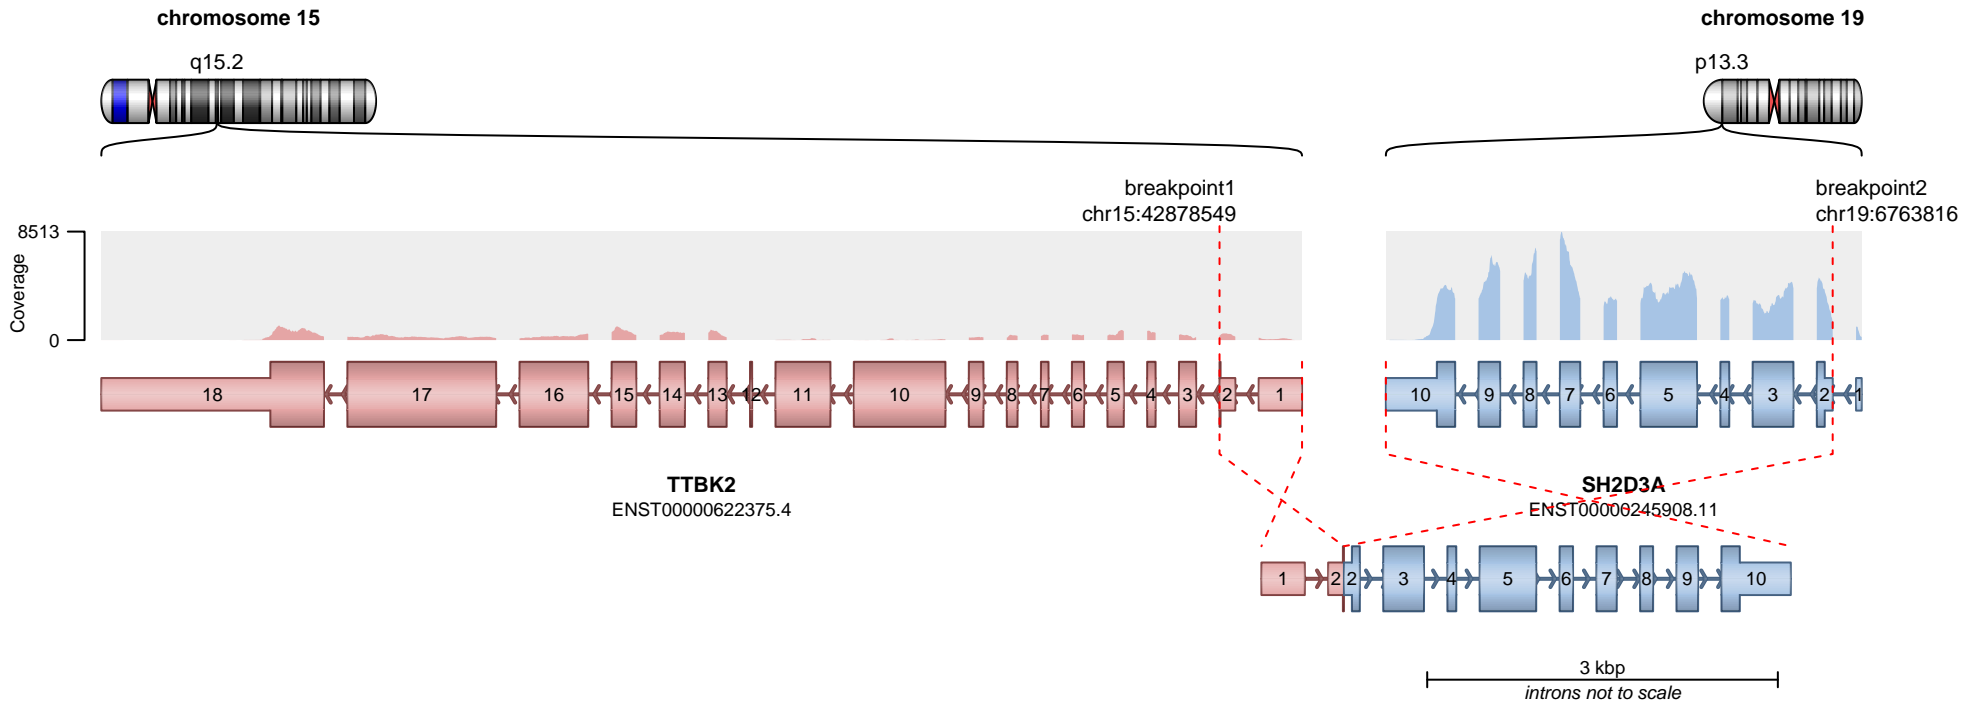 chromosome 15
chromosome 19
q15.2
p13.3
breakpoint1
chr15:42878549
breakpoint2
chr19:6763816
8513
Coverage
0
18 17 16 15 14 13 12 11 10 9 8 7 6 5 4 3 2 1
10 9 8 7 6 5 4 3 2 1
TTBK2
ENST00000622375.4
SH2D3A
ENST00000245908.11
1 2 2 3 4 5 6 7 8 9 10
3 kbp
introns not to scale